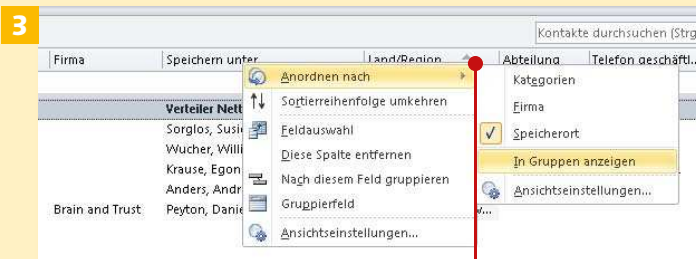 3
Kontakte durchsuchen (Strg
Firma
Speichern unter
Land/Region
Abteilung
Telefon geschäftl...
Anordnen nach
Kategorien
Sortierreihenfolge umkehren
Firma
Verteiler Nett
Sorglos, Susi
Feldauswahl
Speicherort
Wucher, Willi
Diese Spalte entfernen
In Gruppen anzeigen
Krause, Egon
Nach diesem Feld gruppieren
Anders, Andr
Ansichtseinstellungen...
Brain and Trust
Peyton, Danie
Gruppierfeld
w...
Ansichtseinstellungen...